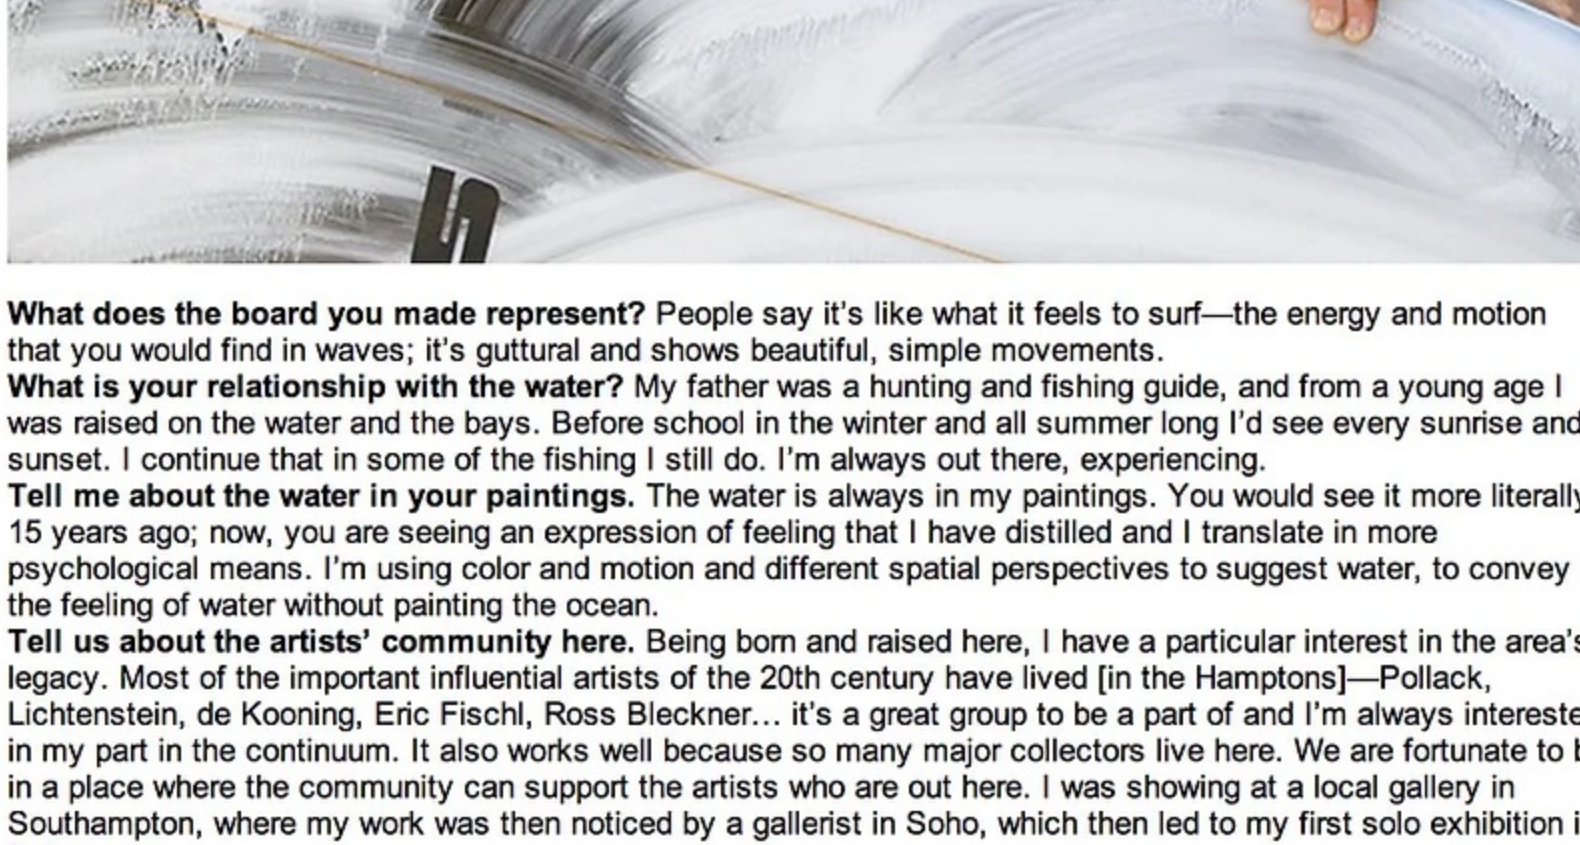 What does the board you made represent? People say it's like what it feels to surf—the energy and motion
that you would find in waves; it's guttural and shows beautiful, simple movements.
What is your relationship with the water? My father was a hunting and fishing guide, and from a young age I
was raised on the water and the bays. Before school in the winter and all summer long I'd see every sunrise and
sunset. I continue that in some of the fishing I still do. I'm always out there, experiencing.
Tell me about the water in your paintings. The water is always in my paintings. You would see it more literally
15 years ago; now, you are seeing an expression of feeling that I have distilled and I translate in more
psychological means. I'm using color and motion and different spatial perspectives to suggest water, to convey
the feeling of water without painting the ocean.
Tell us about the artists' community here. Being born and raised here, I have a particular interest in the area's
legacy. Most of the important influential artists of the 20th century have lived [in the Hamptons]—Pollack,
Lichtenstein, de Kooning, Eric Fischl, Ross Bleckner... it's a great group to be a part of and I'm always intereste
in my part in the continuum. It also works well because so many major collectors live here. We are fortunate to b
in a place where the community can support the artists who are out here. I was showing at a local gallery in
Southampton, where my work was then noticed by a gallerist in Soho, which then led to my first solo exhibition i